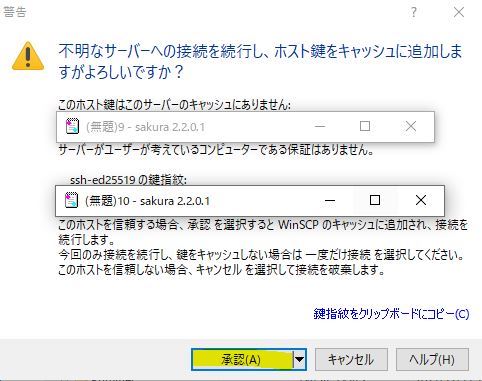 警告
不明なサーバーへの接続を続行し、ホスト鍵をキャッシュに追加しま
すがよろしいですか？
このホスト鍵はこのサーバーのキャッシュにありません:
(無題)9 - sakura 2.2.0.1
サーバーがユーザーが考えているコンピューターである保証はありません。
ssh-ed25519 の鍵指紋:
(無題)10 - sakura 2.2.0.1
このホストを信頼する場合、承認 を選択すると WinSCP のキャッシュに追加され、接続を
続行します。
今回のみ接続を続行し、鍵をキャッシュしない場合は 一度だけ接続 を選択してください。
このホストを信頼しない場合、キャンセル を選択して接続を破棄します。
鍵指紋をクリップボードにコピー(C)
承認(A)
キャンセル
ヘルプ(H)